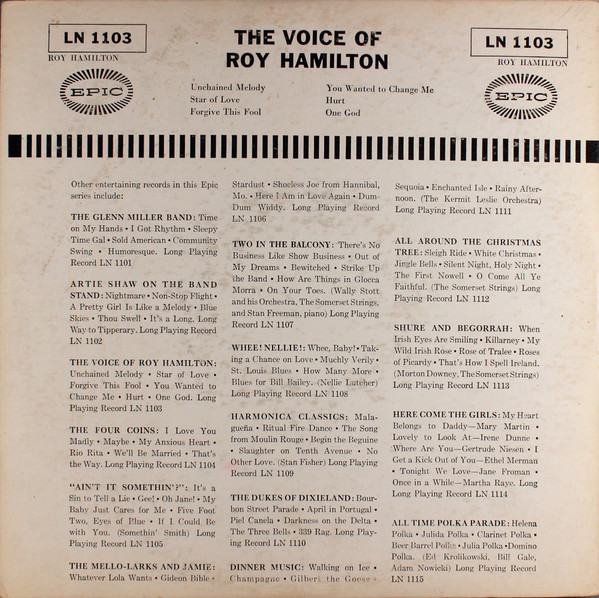 LN 1103
ROY HAMILTON
EPIC
THE VOICE OF
ROY HAMILTON
Unchained Melody
Star of Love
Forgive This Fool
You Wanted to Change Me
Hurt
One God
LN 1103
ROY HAMILTON
EPIC
Other entertaining records in this Epic
series include:
THE GLENN MILLER BAND: Time
on My Hands • I Got Rhythm • Sleepy
Time Gal • Sold American • Community
Swing • Humoresque. Long Playing
Record LN 1101
ARTIE SHAW ON THE BAND
STAND: Nightmare • Non-Stop Flight •
A Pretty Girl Is Like a Melody • Blue
Skies • Thou Swell • It's a Long, Long
Way to Tipperary. Long Playing Record
LN 1102
THE VOICE OF ROY HAMILTON:
Unchained Melody • Star of Love •
Forgive This Fool • You Wanted to
Change Me • Hurt • One God. Long
Playing Record LN 1103
THE FOUR COINS: I Love You
Madly • Maybe • My Anxious Heart •
Rio Rita • We'll Be Married • That's
the Way. Long Playing Record LN 1104
"AIN'T IT SOMETHIN'?": It's a
Sin to Tell a Lie • Gee! • Oh Jane! • My
Baby Just Cares for Me • Five Foot
Two, Eyes of Blue • If I Could Be
with You. (Somethin' Smith) Long
Playing Record LN 1105
THE MELLO-LARKS AND JAMIE:
Whatever Lola Wants • Gideon Bible •
Stardust • Shoeless Joe from Hannibal,
Mo. • Here I Am in Love Again • Dum-
Dum Widdy. Long Playing Record
LN 1106
TWO IN THE BALCONY: There's No
Business Like Show Business • Out of
My Dreams • Bewitched • Strike Up
the Band • How Are Things in Glocca
Morra • On Your Toes. (Wally Stott
and his Orchestra, The Somerset Strings,
and Stan Freeman, piano) Long Playing
Record LN 1107
WHEE! NELLIE!: Whee, Baby! • Tak-
ing a Chance on Love • Muchly Verily •
St. Louis Blues • How Many More •
Blues for Bill Bailey. (Nellie Lutcher)
Long Playing Record LN 1108
HARMONICA CLASSICS: Mala-
gueña • Ritual Fire Dance • The Song
from Moulin Rouge • Begin the Beguine
• Slaughter on Tenth Avenue • No
Other Love. (Stan Fisher) Long Playing
Record LN 1109
THE DUKES OF DIXIELAND: Bour-
bon Street Parade • April in Portugal •
Piel Canela • Darkness on the Delta •
The Three Bells • 339 Rag. Long Play-
ing Record LN 1110
DINNER MUSIC: Walking on Ice •
Champagne • Gilbert the Goose •
Sequoia • Enchanted Isle • Rainy After-
noon. (The Kermit Leslie Orchestra)
Long Playing Record LN 1111
ALL AROUND THE CHRISTMAS
TREE: Sleigh Ride • White Christmas •
Jingle Bells • Silent Night, Holy Night •
The First Nowell • O Come All Ye
Faithful. (The Somerset Strings) Long
Playing Record LN 1112
SHURE AND BEGORRAH: When
Irish Eyes Are Smiling • Killarney • My
Wild Irish Rose • Rose of Tralee • Roses
of Picardy • That's How I Spell Ireland.
(Morton Downey, The Somerset Strings)
Long Playing Record LN 1113
HERE COME THE GIRLS: My Heart
Belongs to Daddy—Mary Martin •
Lovely to Look At—Irene Dunne •
Where Are You—Gertrude Niesen • I
Get a Kick Out of You—Ethel Merman
• Tonight We Love—Jane Froman •
Once in a While—Martha Raye. Long
Long Playing Record LN 1114
ALL TIME POLKA PARADE: Helena
Polka • Julida Polka • Clarinet Polka •
Beer Barrel Polka • Julia Polka • Domino
Polka. (Ed Krolikowski, Bill Gale,
Adam Nowicki) Long Playing Record
LN 1115